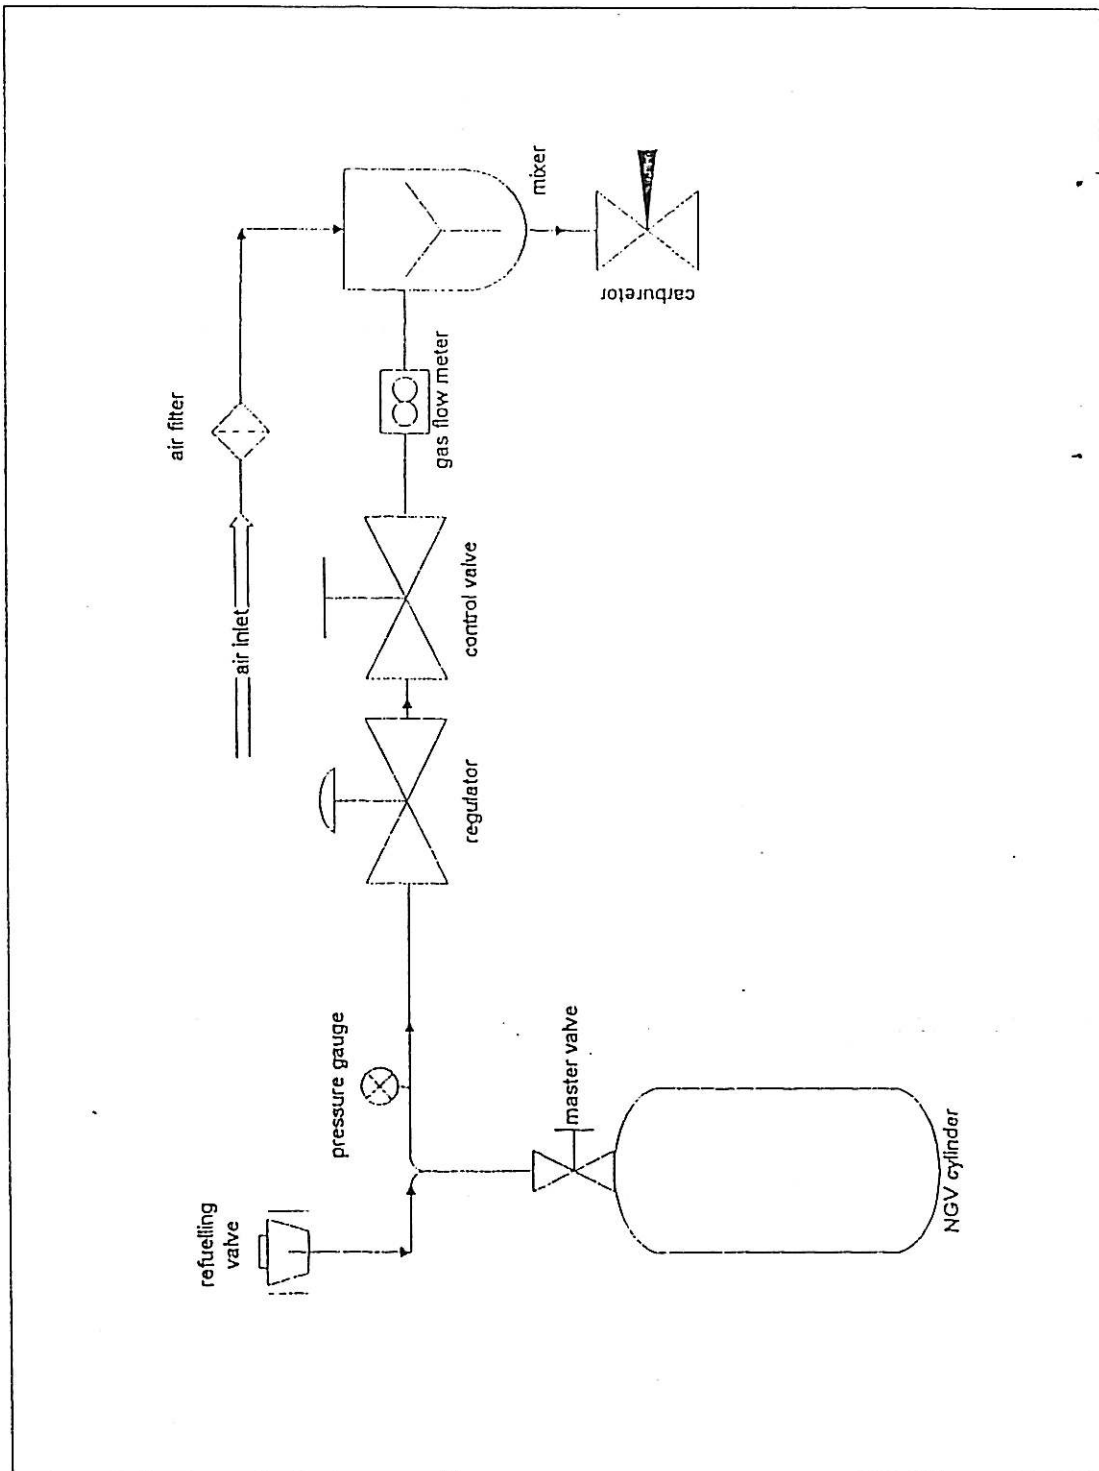 refuelling
valve
pressure gauge
master valve
NGV cylinder
regulator
control valve
air inlet
air filter
gas flow meter
mixer
carburetor